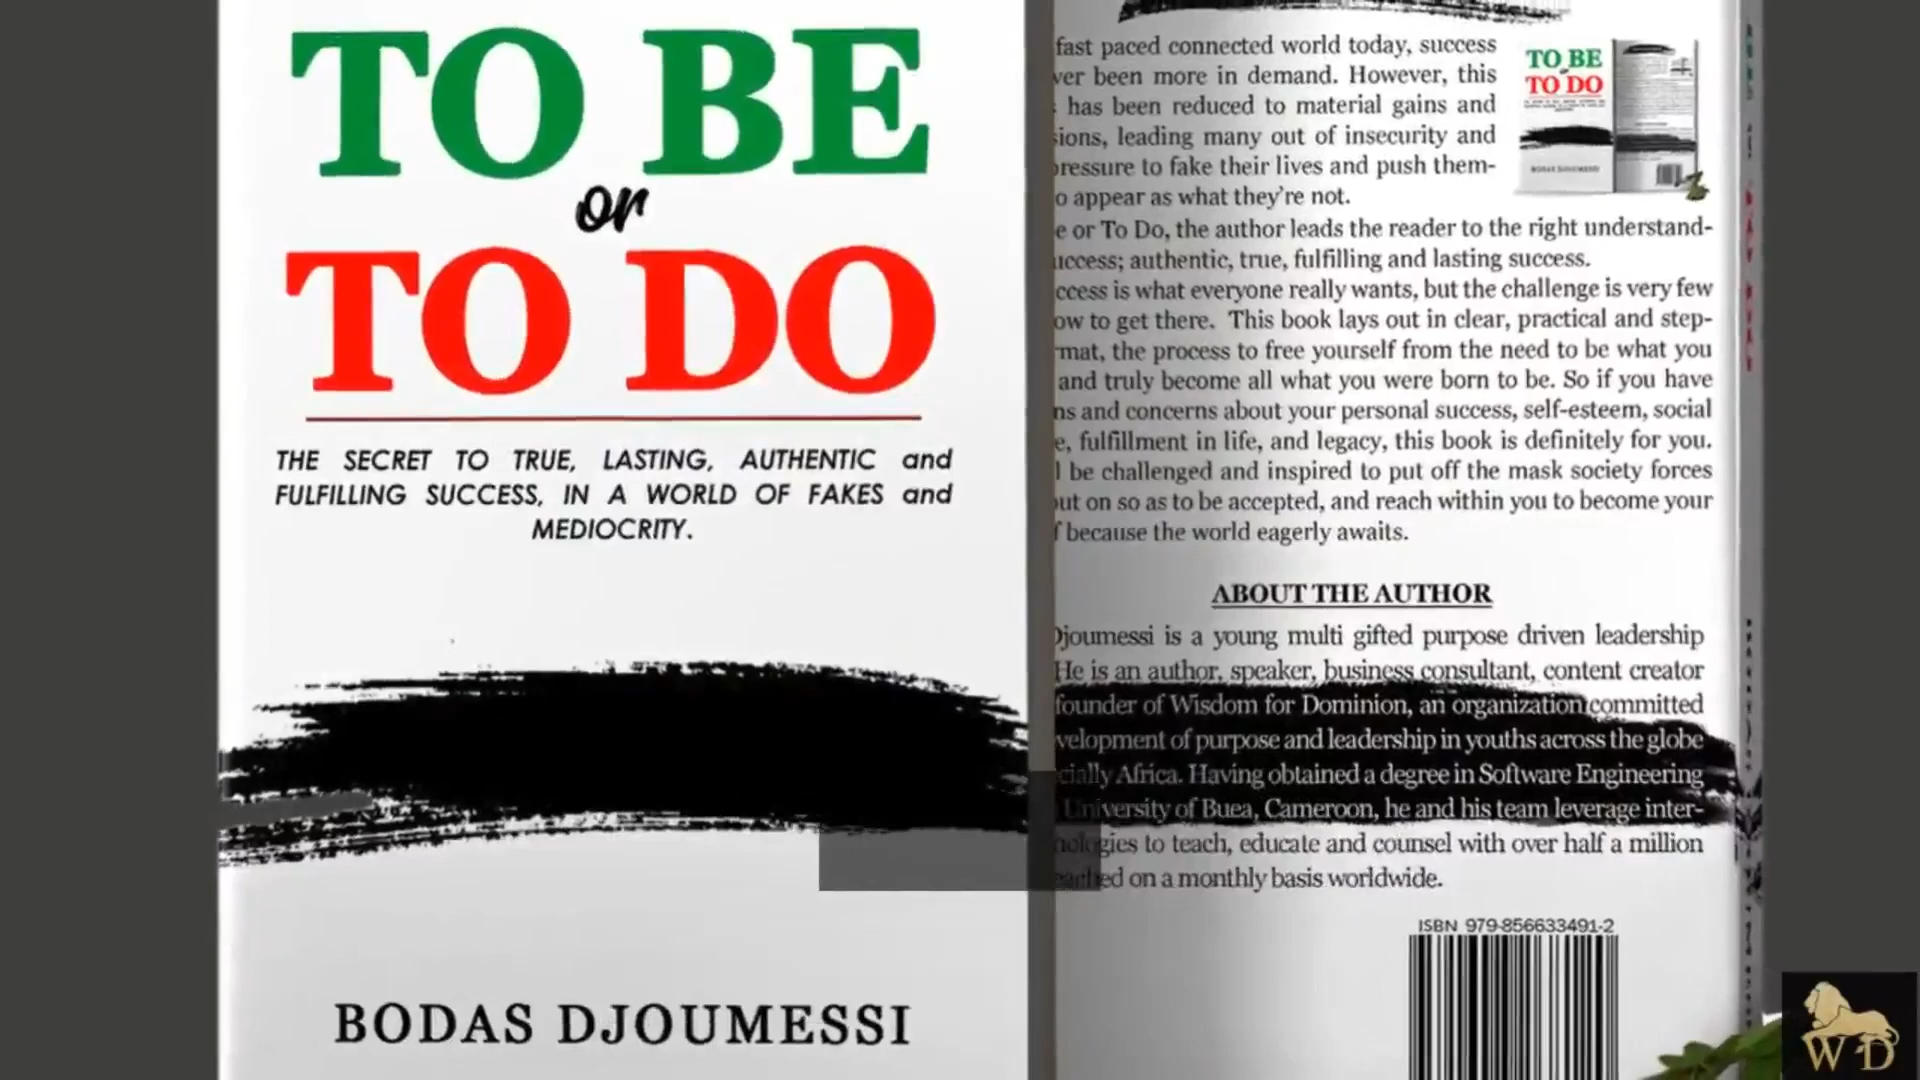 TO BE
or
TO DO
THE SECRET TO TRUE, LASTING, AUTHENTIC and
FULFILLING SUCCESS, IN A WORLD OF FAKES and
MEDIOCRITY.
BODAS DJOUMESSI
fast paced connected world today, success
been more in demand. However, this
has been reduced to material gains and
leading many out of insecurity and
to fake their lives and push them-
appear as what they're not.
or To Do, the author leads the reader to the right understand-
authentic, true, fulfilling and lasting success.
is what everyone really wants, but the challenge is very few
to get there. This book lays out in clear, practical and step-
the process to free yourself from the need to be what you
and truly become all what you were born to be. So if you have
and concerns about your personal success, self-esteem, social
fulfillment in life, and legacy, this book is definitely for you.
be challenged and inspired to put off the mask society forces
on so as to be accepted, and reach within you to become your
because the world eagerly awaits.
TO BE
or
TO DO
BODAS DJOUMESSI
ABOUT THE AUTHOR
Djoumessi is a young multi gifted purpose driven leadership
He is an author, speaker, business consultant, content creator
founder of Wisdom for Dominion, an organization committed
of purpose and leadership in youths across the globe
Africa. Having obtained a degree in Software Engineering
University of Buea, Cameroon, he and his team leverage inter-
to teach, educate and counsel with over half a million
on a monthly basis worldwide.
ISBN 979-856633491-2
WD